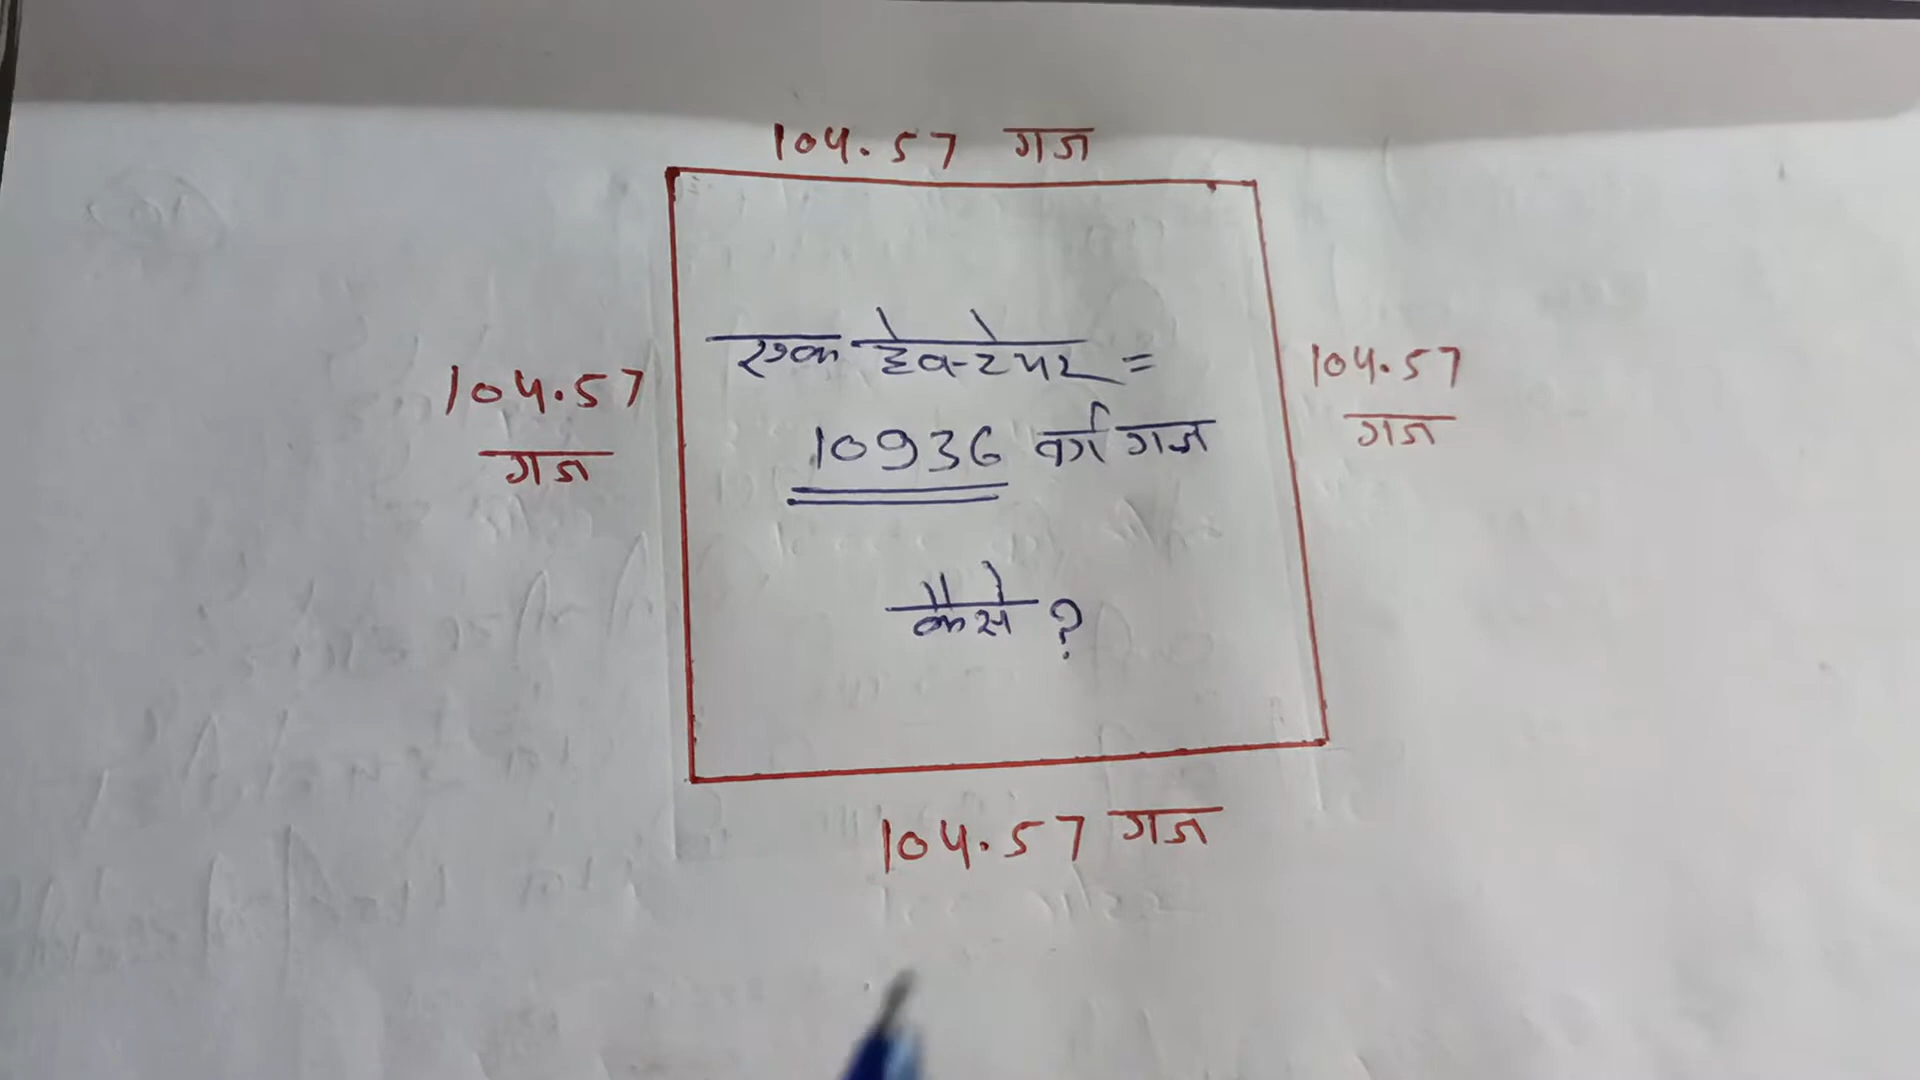 104.57 गज
एक हेक्टेयर =
104.57
गज
104.57
गज
10936 वर्ग गज
कैसे ?
104.57 गज